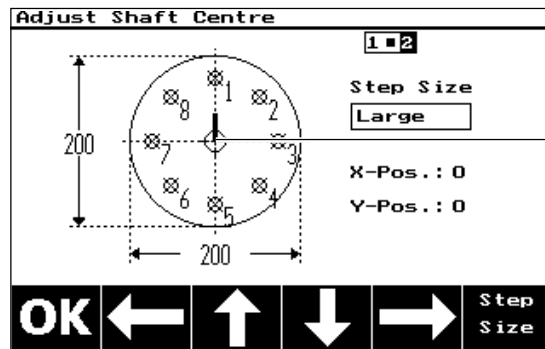 Adjust Shaft Centre
1 2
Step Size
Large
X-Pos.: 0
Y-Pos.: 0
200
200
1
2
3
4
5
6
7
8
OK
Step
Size